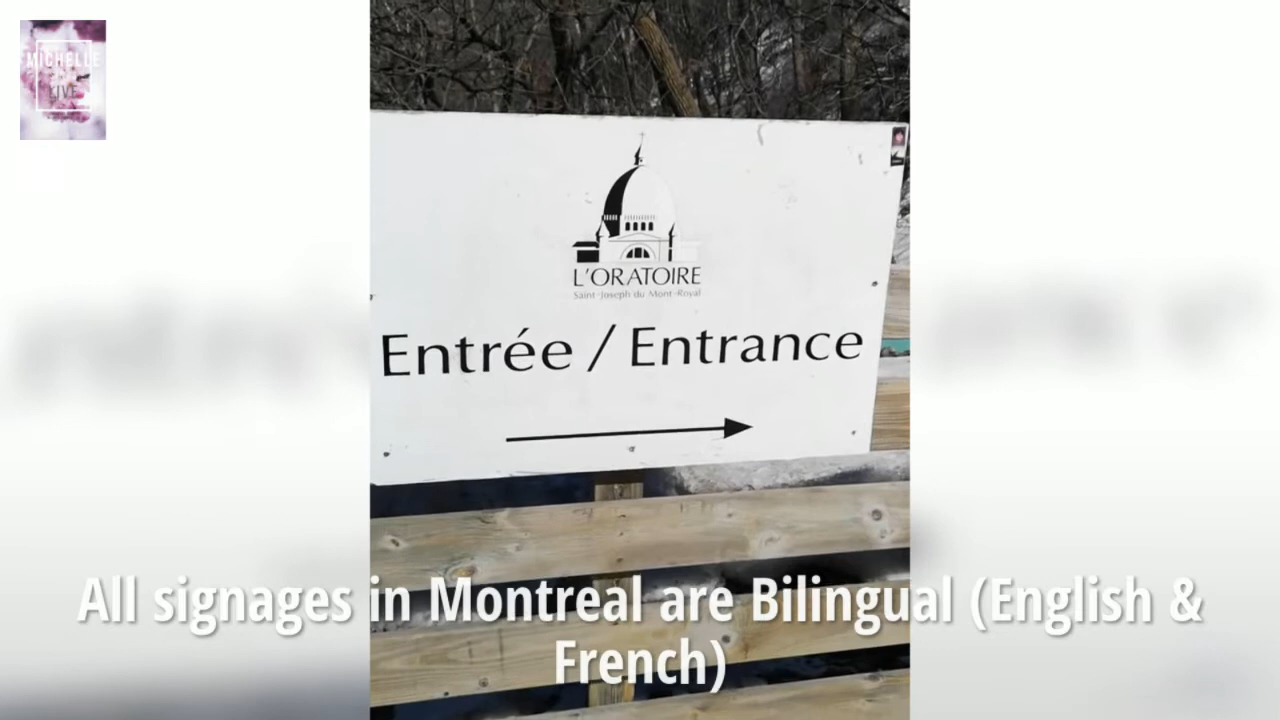 MICHELLE
LIVE
L'ORATOIRE
Saint-Joseph du Mont-Royal
Entrée / Entrance
All signages in Montreal are Bilingual (English &
French)